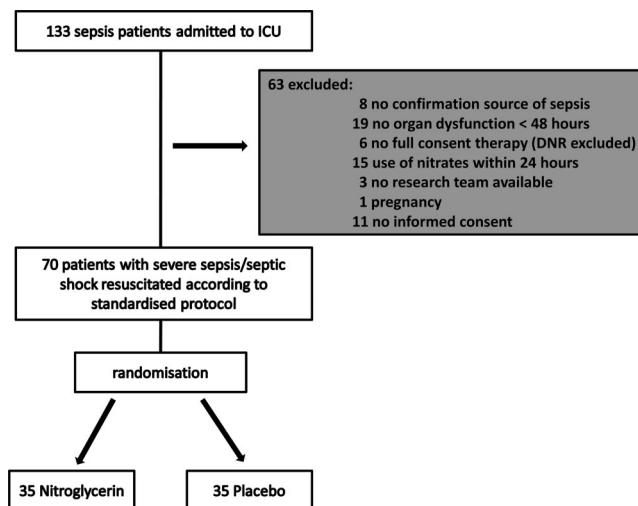 133 sepsis patients admitted to ICU
63 excluded:
8 no confirmation source of sepsis
19 no organ dysfunction < 48 hours
6 no full consent therapy (DNR excluded)
15 use of nitrates within 24 hours
3 no research team available
1 pregnancy
11 no informed consent
70 patients with severe sepsis/septic
shock resuscitated according to
standardised protocol
randomisation
35 Nitroglycerin
35 Placebo